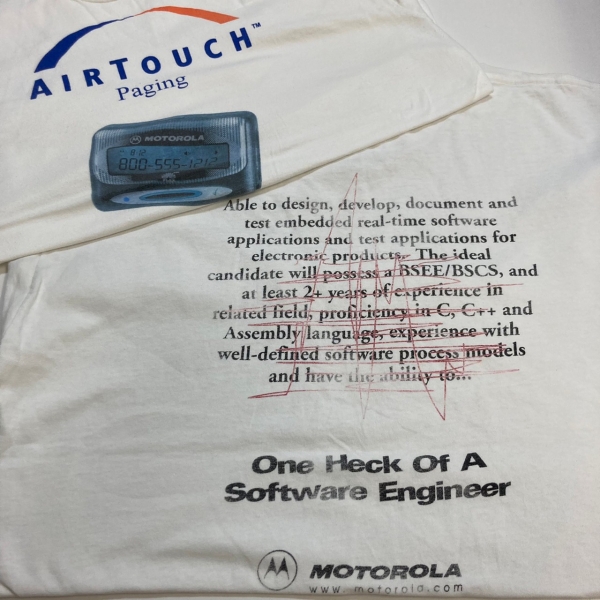 AIRTOUCH™
Paging
MOTOROLA
800-555-1212
Able to design, develop, document and
test embedded real-time software
applications and test applications for
electronic products. The ideal
candidate will possess a BSEE/BSCS, and
at least 2+ years of experience in
related field, proficiency in C, C++ and
Assembly language, experience with
well-defined software process models
and have the ability to...
One Heck Of A
Software Engineer
MOTOROLA
www.motorola.com